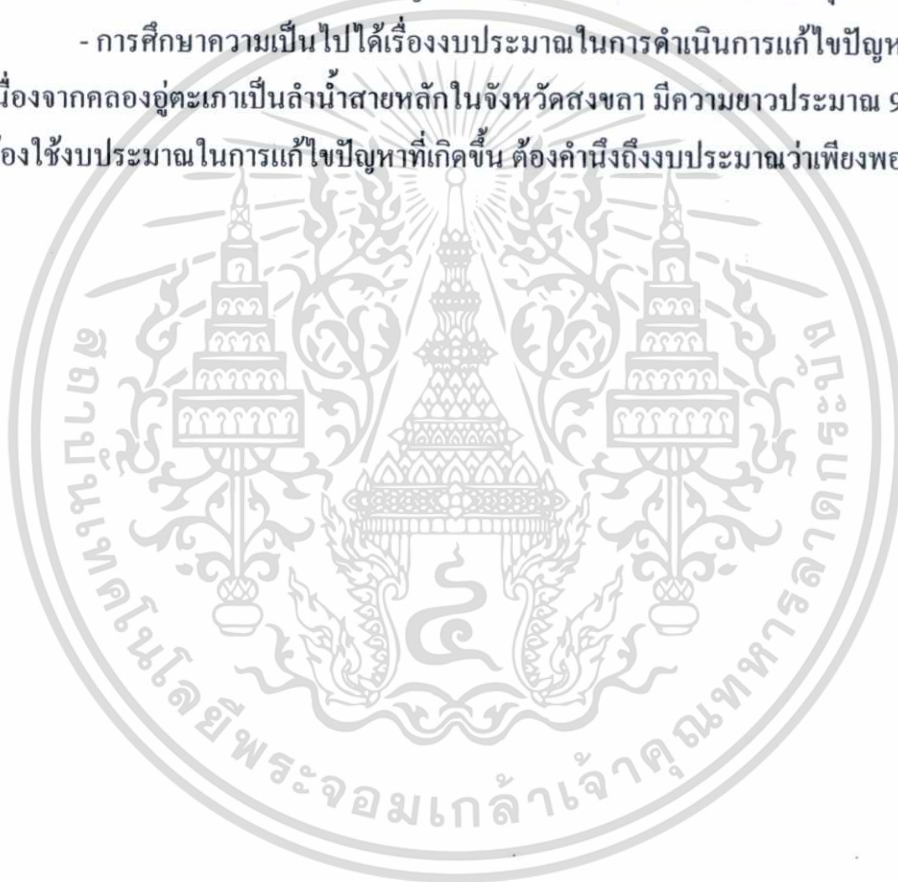 - การศึกษาความเป็นไปได้เรื่องงบประมาณในการดำเนินการแก้ไขปัญห
นื่องจากคลองอู่ตะเภาเป็นลำน้ำสายหลักในจังหวัดสงขลา มีความยาวประมาณ 9
องใช้งบประมาณในการแก้ไขปัญหาที่เกิดขึ้น ต้องคำนึงถึงงบประมาณว่าเพียงพอ
สถาบันเทคโนโลยีพระจอมเกล้าเจ้าคุณทหารลาดกระบัง
๔